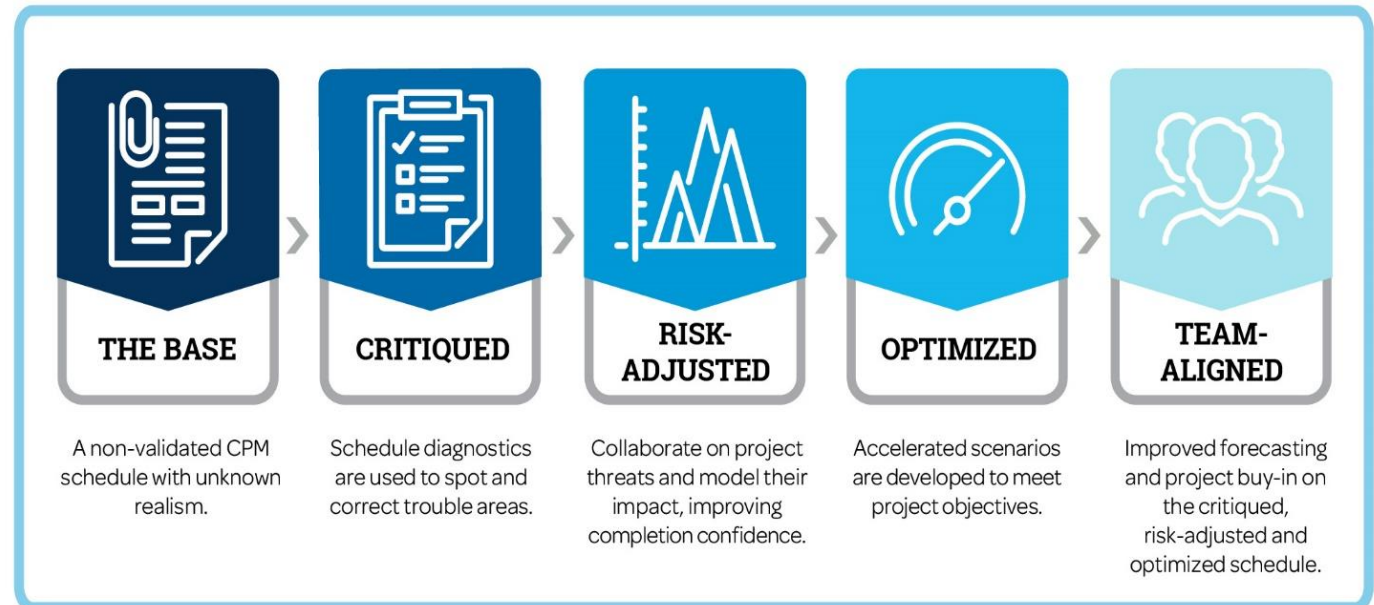 THE BASE
A non-validated CPM
schedule with unknown
realism.
CRITIQUED
Schedule diagnostics
are used to spot and
correct trouble areas.
RISK-
ADJUSTED
Collaborate on project
threats and model their
impact, improving
completion confidence.
OPTIMIZED
Accelerated scenarios
are developed to meet
project objectives.
TEAM-
ALIGNED
Improved forecasting
and project buy-in on
the critiqued,
risk-adjusted and
optimized schedule.